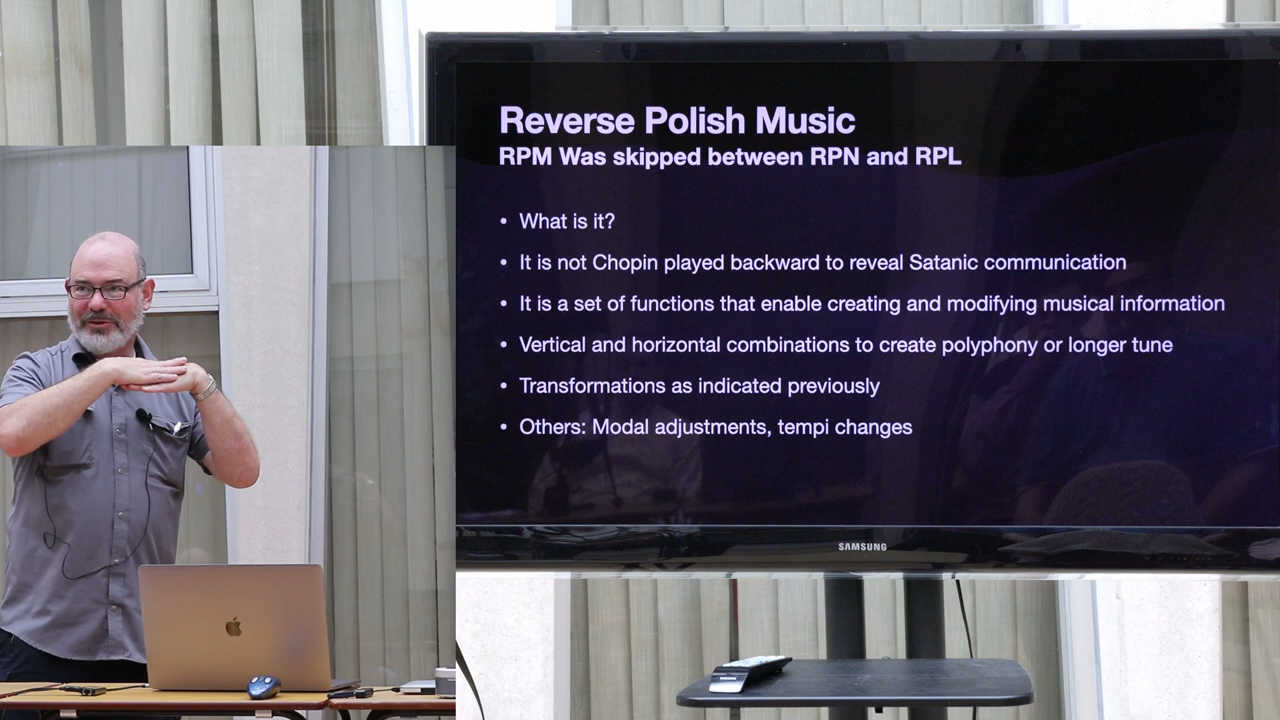 Reverse Polish Music
RPM Was skipped between RPN and RPL
• What is it?
• It is not Chopin played backward to reveal Satanic communication
• It is a set of functions that enable creating and modifying musical information
• Vertical and horizontal combinations to create polyphony or longer tune
• Transformations as indicated previously
• Others: Modal adjustments, tempi changes
SAMSUNG